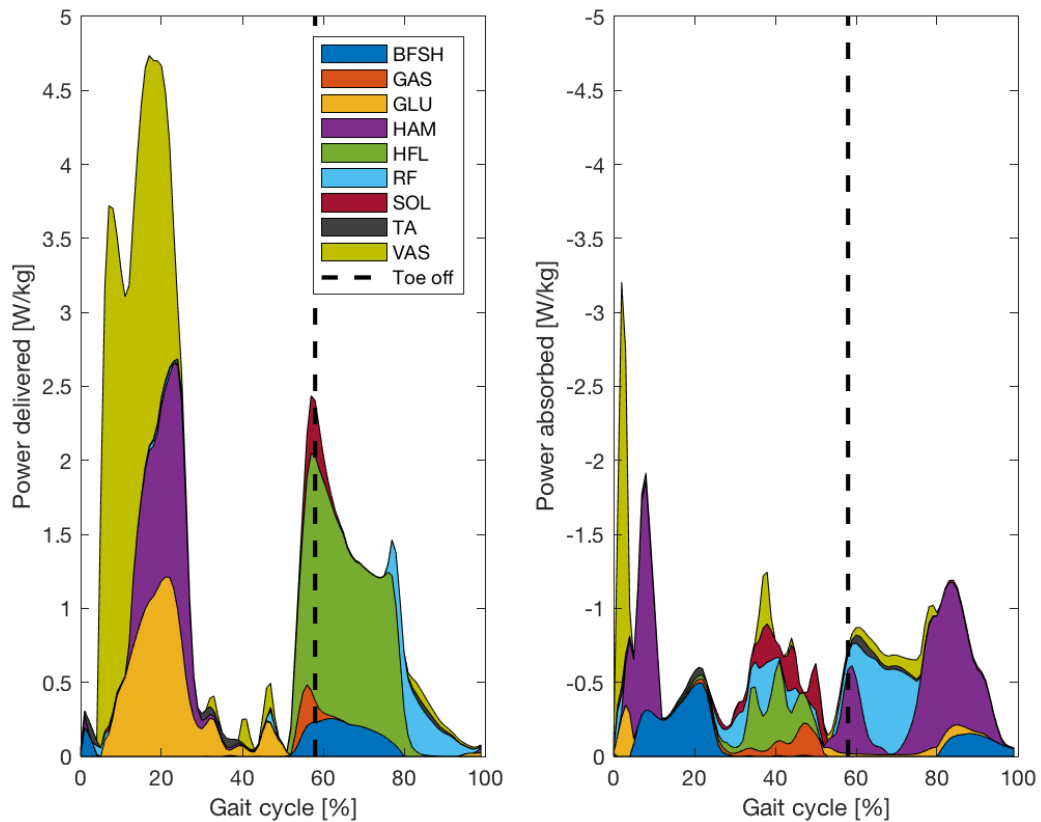 Power delivered [W/kg]
5
4.5
4
3.5
3
2.5
2
1.5
1
0.5
0
0 20 40 60 80 100
Gait cycle [%]
BFSH
GAS
GLU
HAM
HFL
RF
SOL
TA
VAS
Toe off
Power absorbed [W/kg]
-5
-4.5
-4
-3.5
-3
-2.5
-2
-1.5
-1
-0.5
0
0 20 40 60 80 100
Gait cycle [%]